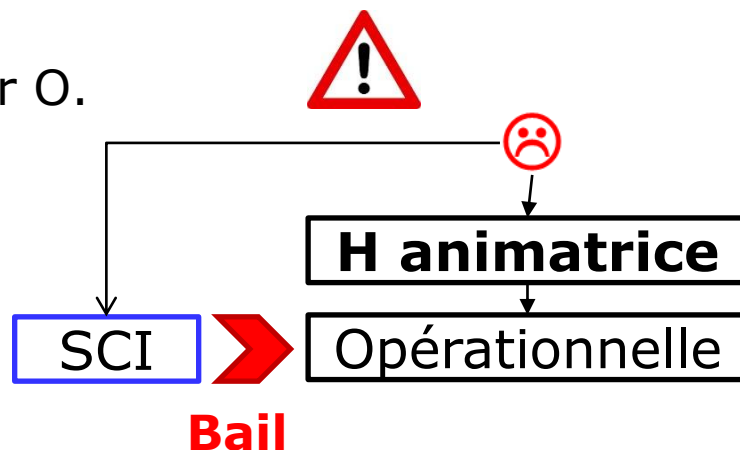 r O.
H animatrice
SCI
Opérationnelle
Bail